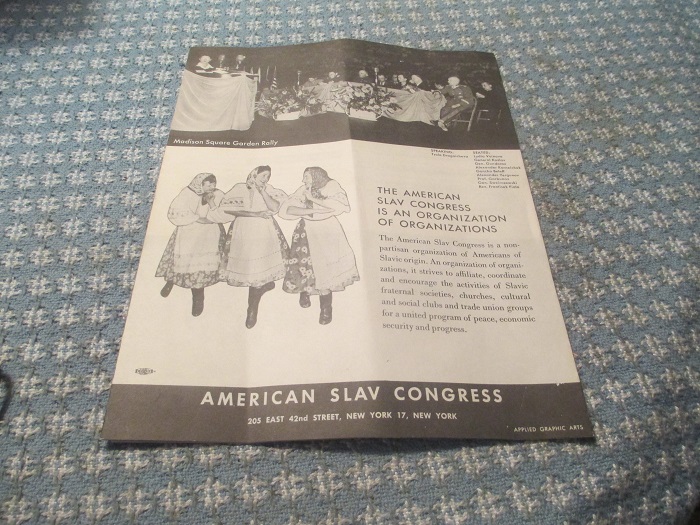 Madison Square Garden Rally
SPEAKING:
SEATED:
THE AMERICAN
SLAV CONGRESS
IS AN ORGANIZATION
OF ORGANIZATIONS
The American Slav Congress is a non-
partisan organization of Americans of
Slavic origin. An organization of organi-
zations, it strives to affiliate, coordinate
and encourage the activities of Slavic
fraternal societies, churches, cultural
and social clubs and trade union groups
for a united program of peace, economic
security and progress.
AMERICAN SLAV CONGRESS
205 EAST 42nd STREET, NEW YORK 17, NEW YORK
APPLIED GRAPHIC ARTS